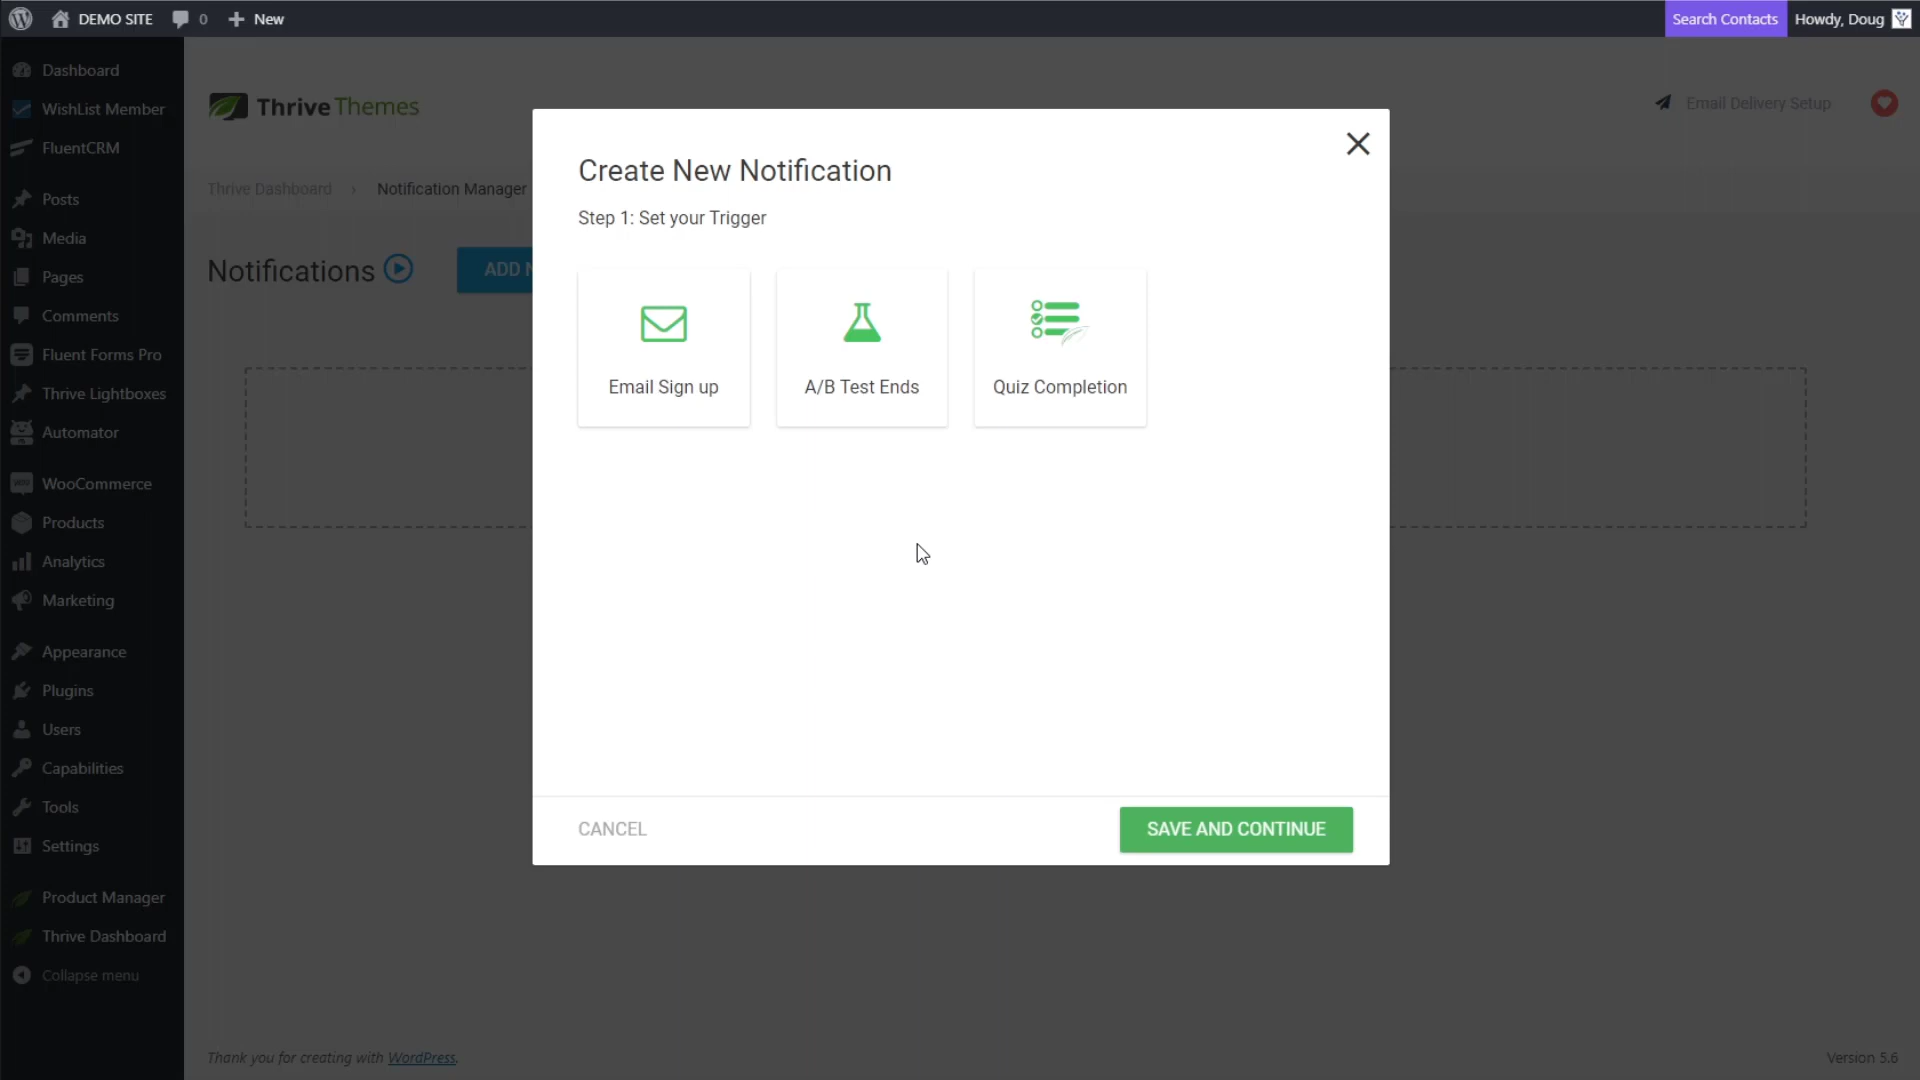 DEMO SITE
0
New
Search Contacts
Howdy, Doug
Dashboard
WishList Member
FluentCRM
Posts
Media
Pages
Comments
Fluent Forms Pro
Thrive Lightboxes
Automator
WooCommerce
Products
Analytics
Marketing
Appearance
Plugins
Users
Capabilities
Tools
Settings
Product Manager
Thrive Dashboard
Collapse menu
Thrive Themes
Email Delivery Setup
Thrive Dashboard › Notification Manager
Notifications
ADD N
Create New Notification
Step 1: Set your Trigger
Email Sign up
A/B Test Ends
Quiz Completion
CANCEL
SAVE AND CONTINUE
Thank you for creating with WordPress.
Version 5.6